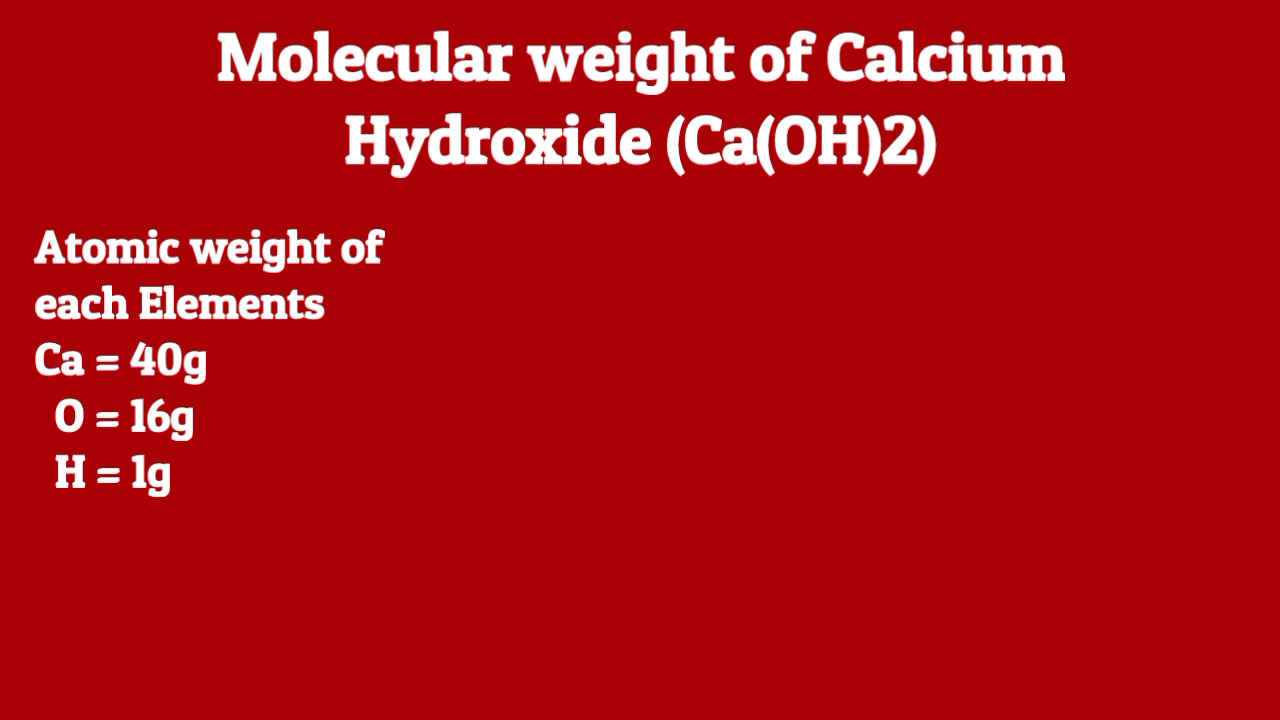 Molecular weight of Calcium
Hydroxide (Ca(OH)2)
Atomic weight of
each Elements
Ca = 40g
O = 16g
H = 1g